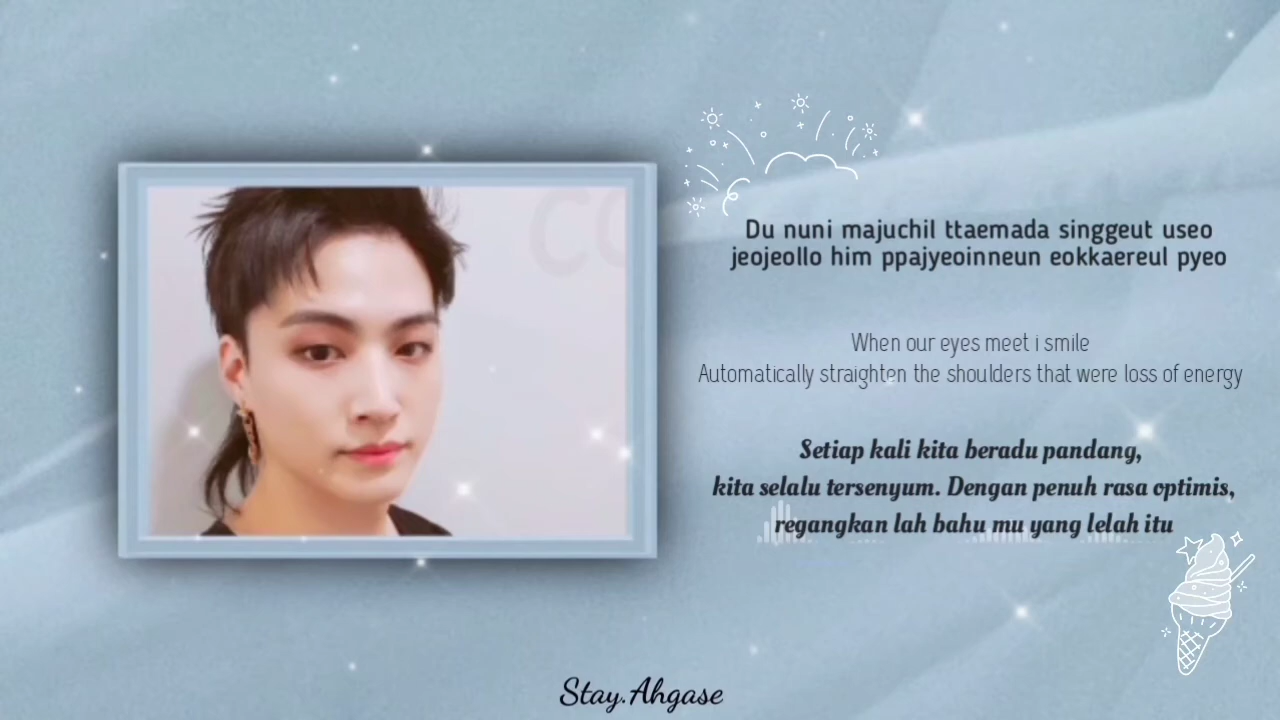 Du nuni majuchil ttaemada singgeut useo
jeojeollo him ppajyeoinneun eokkaereul pyeo
When our eyes meet i smile
Automatically straighten the shoulders that were loss of energy
Setiap kali kita beradu pandang,
kita selalu tersenyum. Dengan penuh rasa optimis,
regangkan lah bahu mu yang lelah itu
Stay.Ahgase